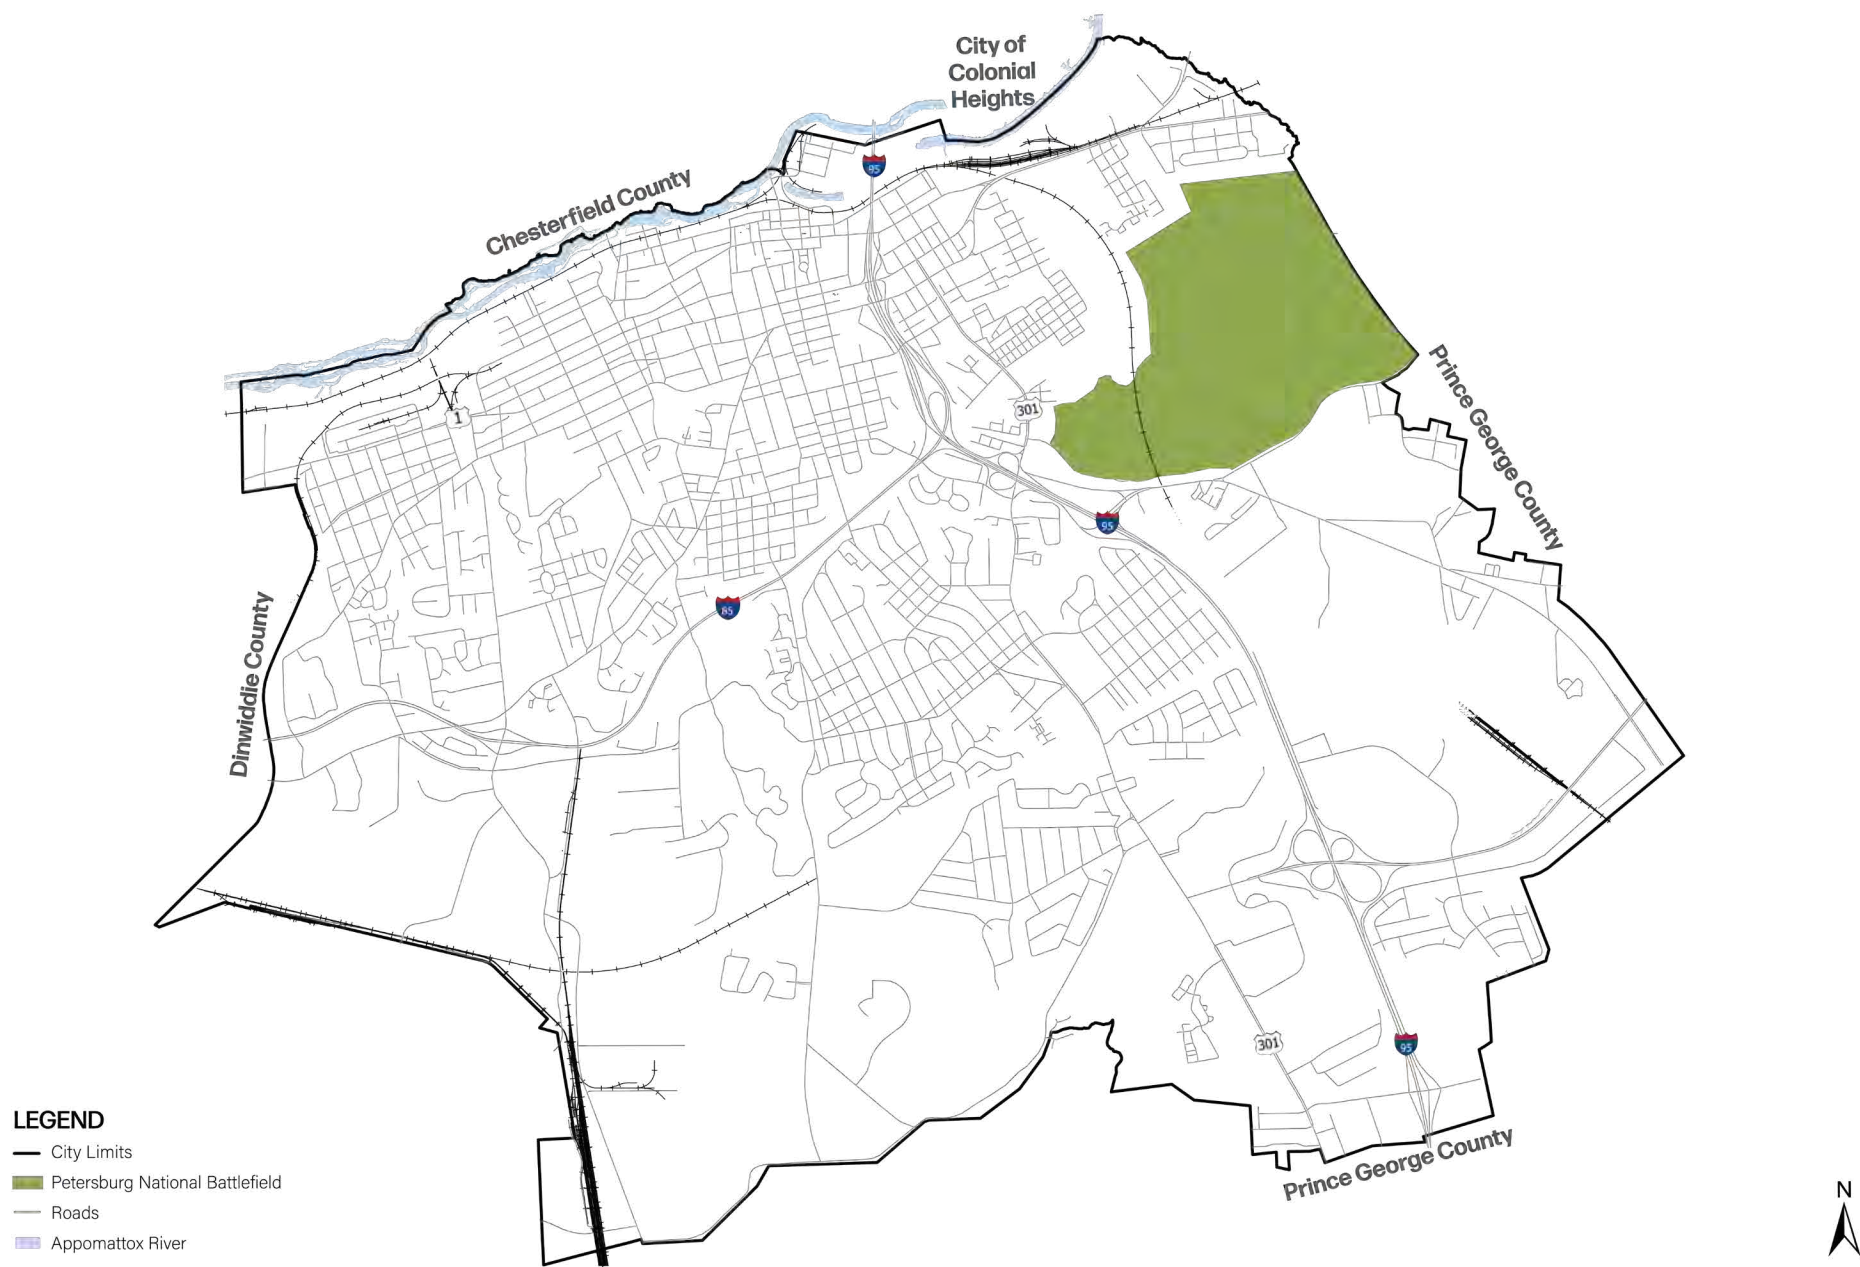 City of
Colonial
Heights
95
Chesterfield County
Prince George County
1
301
95
85
Dinwiddie County
301
95
Prince George County
LEGEND
City Limits
Petersburg National Battlefield
Roads
Appomattox River
N